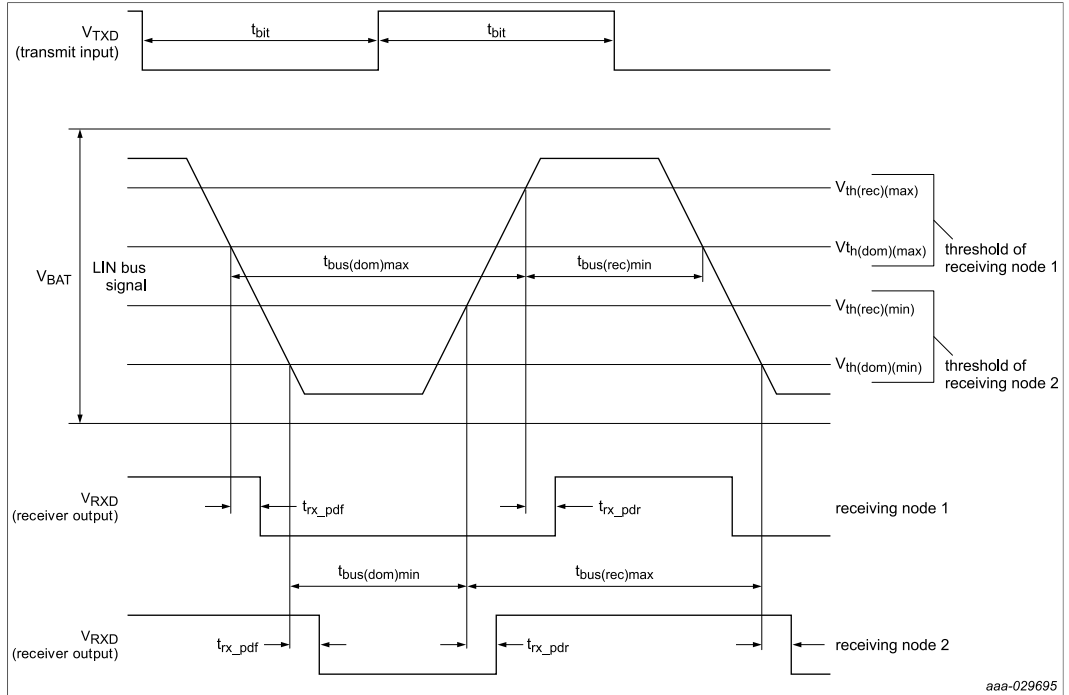 VTXD
(transmit input)
tbit
tbit
VBAT
LIN bus
signal
Vth(rec)(max)
Vth(dom)(max)
threshold of
receiving node 1
tbus(dom)max
tbus(rec)min
Vth(rec)(min)
Vth(dom)(min)
threshold of
receiving node 2
VRXD
(receiver output)
trx_pdf
trx_pdr
receiving node 1
tbus(dom)min
tbus(rec)max
VRXD
(receiver output)
trx_pdf
trx_pdr
receiving node 2
aaa-029695